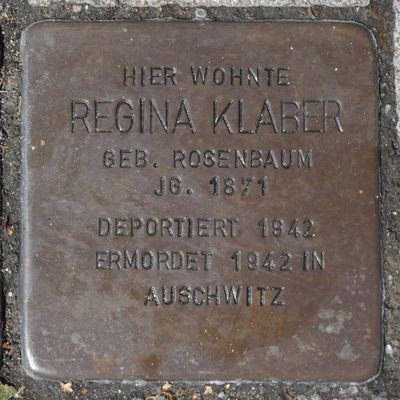 HIER WOHNTE
REGINA KLABER
GEB. ROSENBAUM
JG. 1871
DEPORTIERT 1942
ERMORDET 1942 IN
AUSCHWITZ